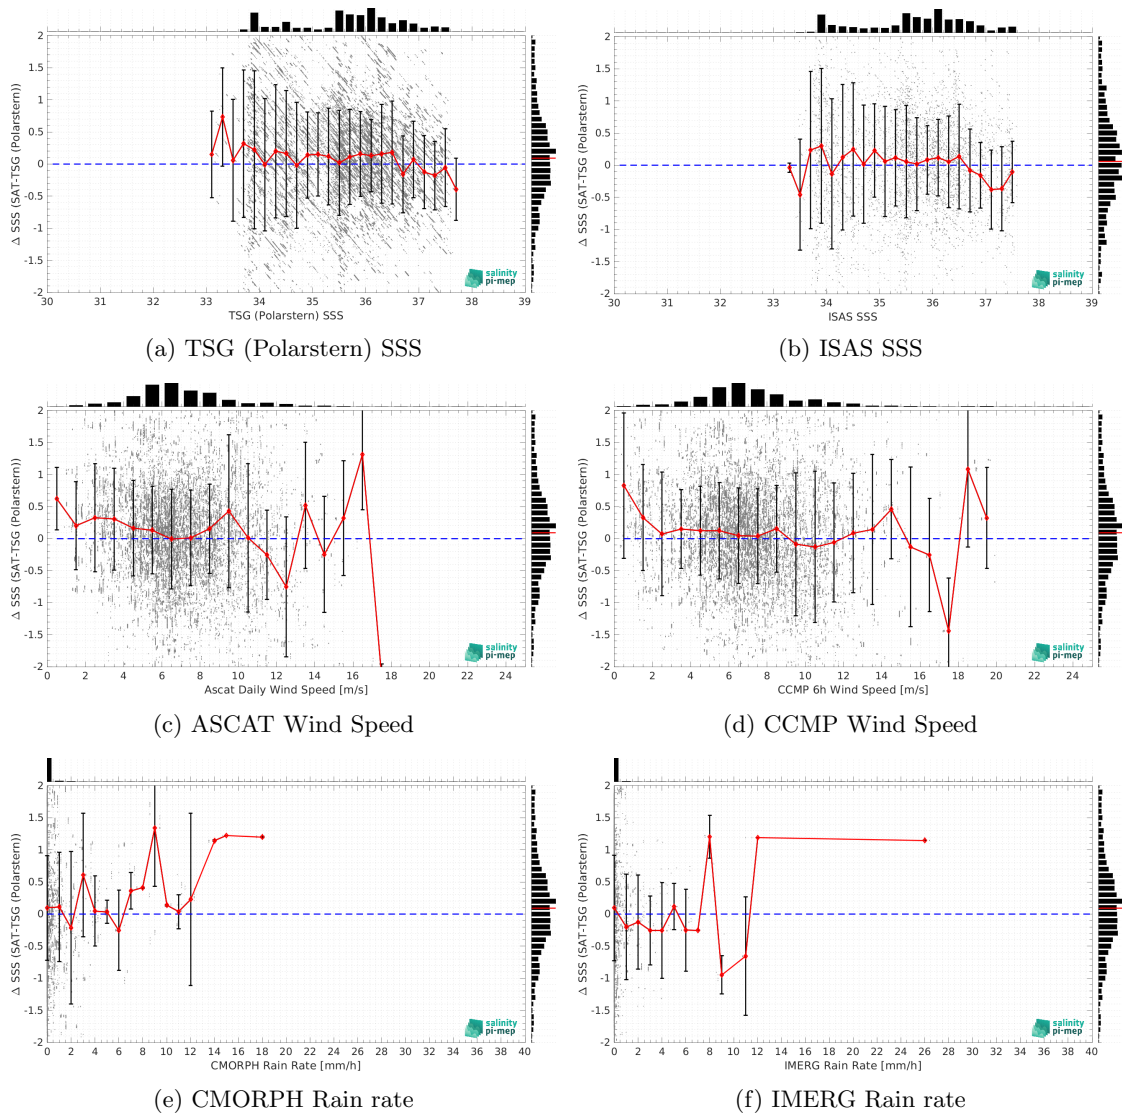 2
1.5
1
0.5
0
-0.5
-1
-1.5
-2
Δ SSS (SAT-TSG (Polarstern))
30 31 32 33 34 35 36 37 38 39
TSG (Polarstern) SSS
salinity
pi-mep
(a) TSG (Polarstern) SSS
2
1.5
1
0.5
0
-0.5
-1
-1.5
-2
Δ SSS (SAT-TSG (Polarstern))
30 31 32 33 34 35 36 37 38 39
ISAS SSS
salinity
pi-mep
(b) ISAS SSS
2
1.5
1
0.5
0
-0.5
-1
-1.5
-2
Δ SSS (SAT-TSG (Polarstern))
0 2 4 6 8 10 12 14 16 18 20 22 24
Ascat Daily Wind Speed [m/s]
salinity
pi-mep
(c) ASCAT Wind Speed
2
1.5
1
0.5
0
-0.5
-1
-1.5
-2
Δ SSS (SAT-TSG (Polarstern))
0 2 4 6 8 10 12 14 16 18 20 22 24
CCMP 6h Wind Speed [m/s]
salinity
pi-mep
(d) CCMP Wind Speed
2
1.5
1
0.5
0
-0.5
-1
-1.5
-2
Δ SSS (SAT-TSG (Polarstern))
0 2 4 6 8 10 12 14 16 18 20 22 24 26 28 30 32 34 36 38 40
CMORPH Rain Rate [mm/h]
salinity
pi-mep
(e) CMORPH Rain rate
2
1.5
1
0.5
0
-0.5
-1
-1.5
-2
Δ SSS (SAT-TSG (Polarstern))
0 2 4 6 8 10 12 14 16 18 20 22 24 26 28 30 32 34 36 38 40
IMERG Rain Rate [mm/h]
salinity
pi-mep
(f) IMERG Rain rate